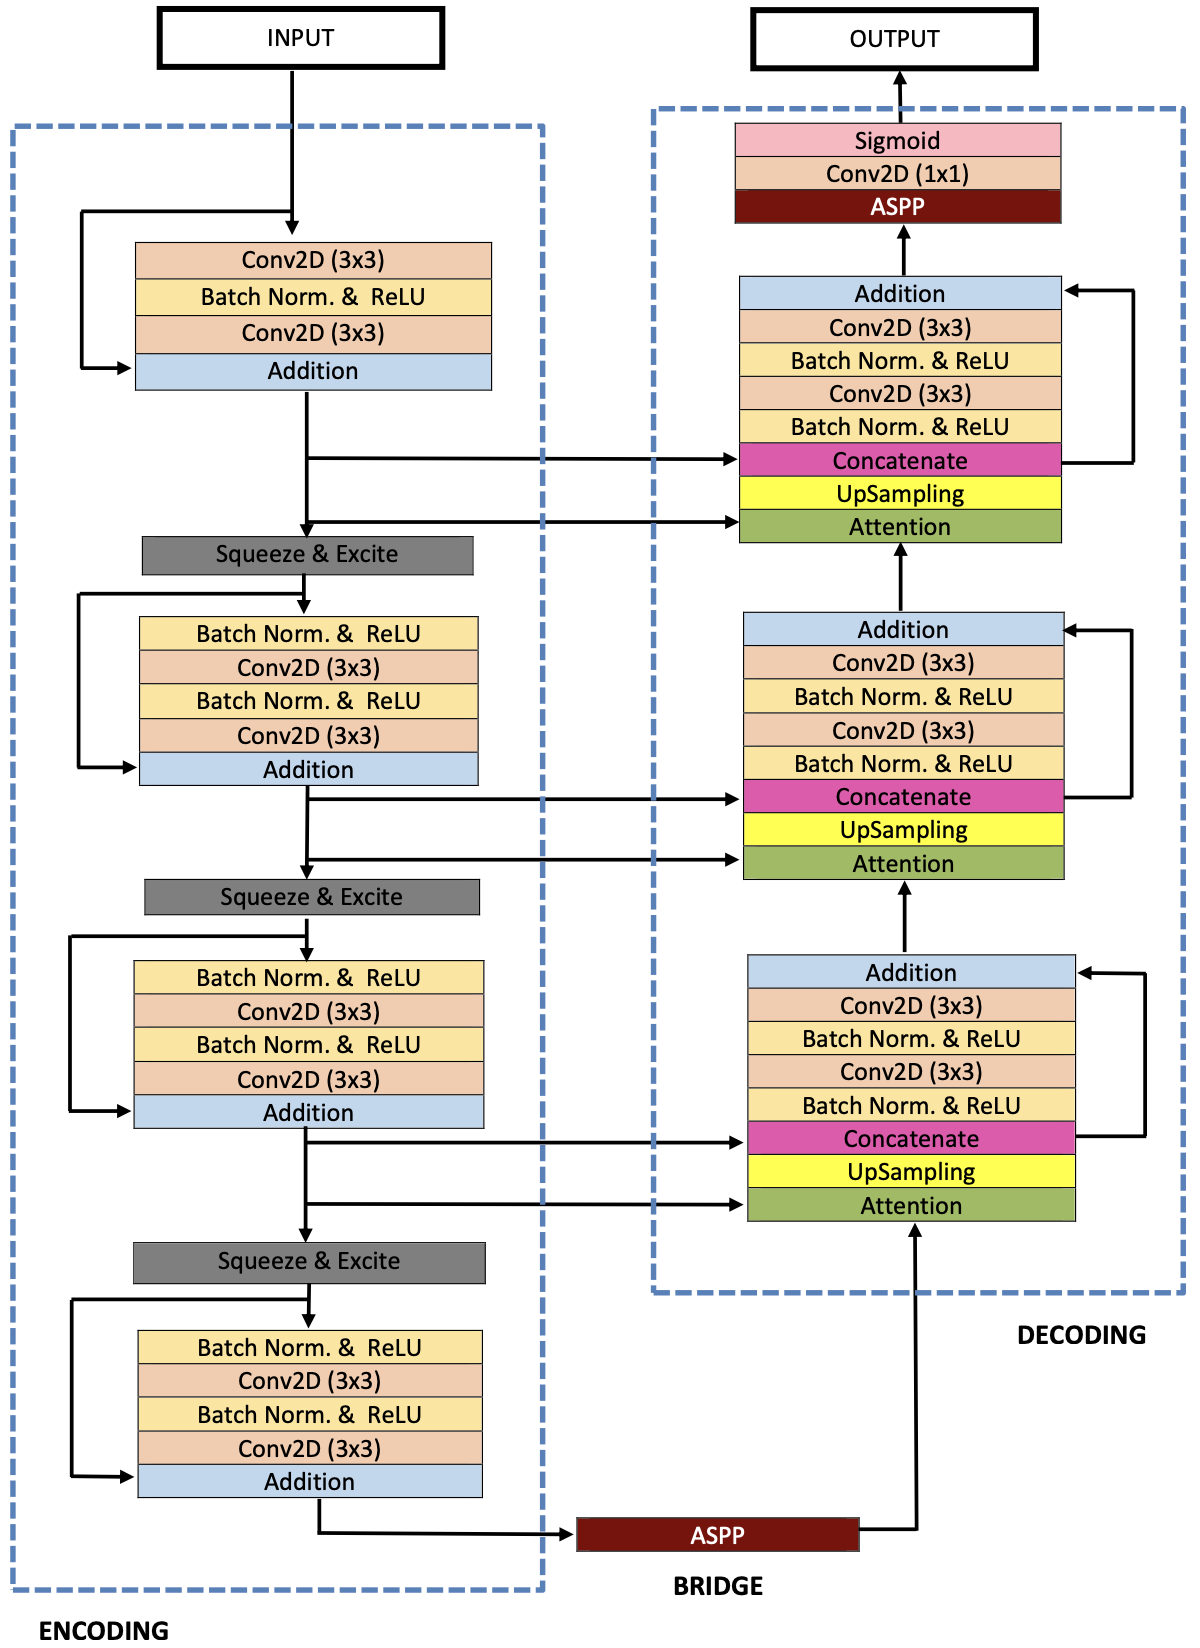 INPUT
Conv2D (3x3)
Batch Norm. & ReLU
Conv2D (3x3)
Addition
Squeeze & Excite
Batch Norm. & ReLU
Conv2D (3x3)
Batch Norm. & ReLU
Conv2D (3x3)
Addition
Squeeze & Excite
Batch Norm. & ReLU
Conv2D (3x3)
Batch Norm. & ReLU
Conv2D (3x3)
Addition
Squeeze & Excite
Batch Norm. & ReLU
Conv2D (3x3)
Batch Norm. & ReLU
Conv2D (3x3)
Addition
ENCODING
ASPP
BRIDGE
OUTPUT
Sigmoid
Conv2D (1x1)
ASPP
Addition
Conv2D (3x3)
Batch Norm. & ReLU
Conv2D (3x3)
Batch Norm. & ReLU
Concatenate
UpSampling
Attention
Addition
Conv2D (3x3)
Batch Norm. & ReLU
Conv2D (3x3)
Batch Norm. & ReLU
Concatenate
UpSampling
Attention
Addition
Conv2D (3x3)
Batch Norm. & ReLU
Conv2D (3x3)
Batch Norm. & ReLU
Concatenate
UpSampling
Attention
DECODING